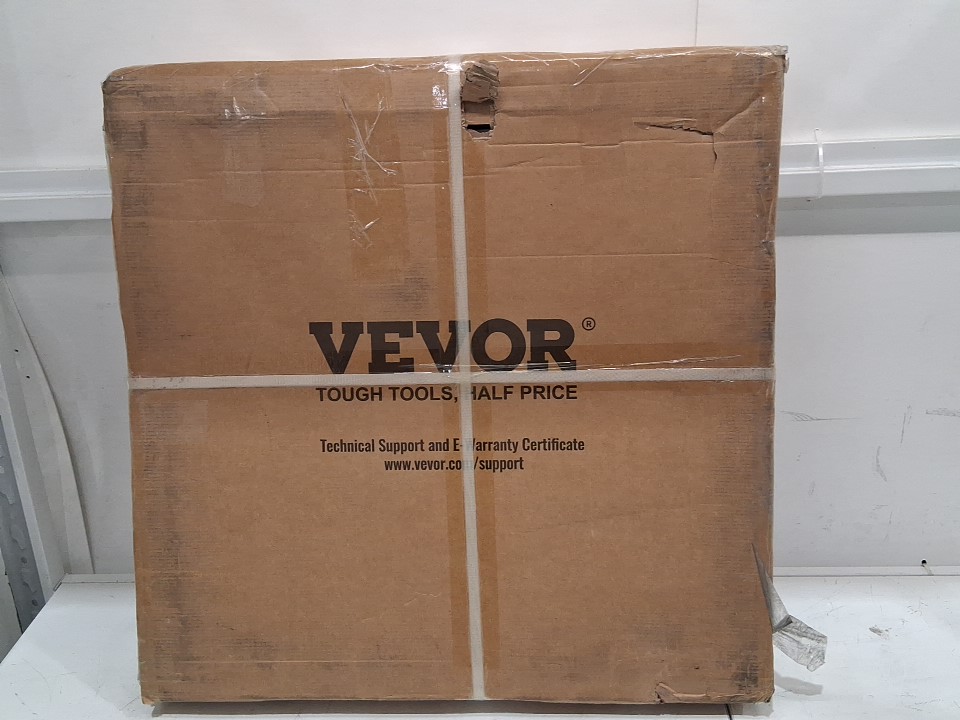 VEVOR®
TOUGH TOOLS, HALF PRICE
Technical Support and E-Warranty Certificate
www.vevor.com/support